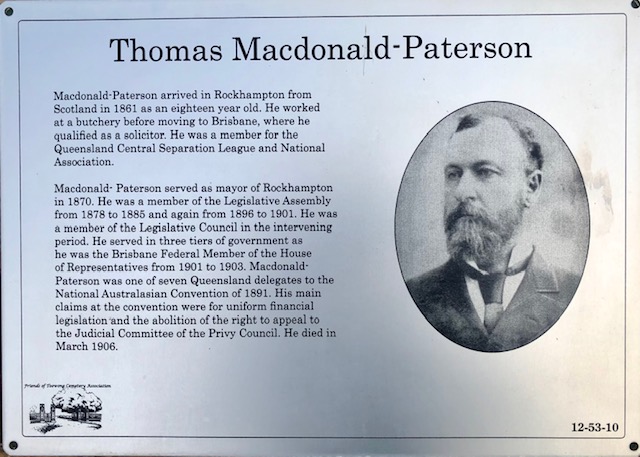 Thomas Macdonald-Paterson
Macdonald-Paterson arrived in Rockhampton from
Scotland in 1861 as an eighteen year old. He worked
at a butchery before moving to Brisbane, where he
qualified as a solicitor. He was a member for the
Queensland Central Separation League and National
Association.
Macdonald- Paterson served as mayor of Rockhampton
in 1870. He was a member of the Legislative Assembly
from 1878 to 1885 and again from 1896 to 1901. He was
a member of the Legislative Council in the intervening
period. He served in three tiers of government as
he was the Brisbane Federal Member of the House
of Representatives from 1901 to 1903. Macdonald-
Paterson was one of seven Queensland delegates to the
National Australasian Convention of 1891. His main
claims at the convention were for uniform financial
legislation and the abolition of the right to appeal to
the Judicial Committee of the Privy Council. He died in
March 1906.
Friends of Toowong Cemetery Association
12-53-10